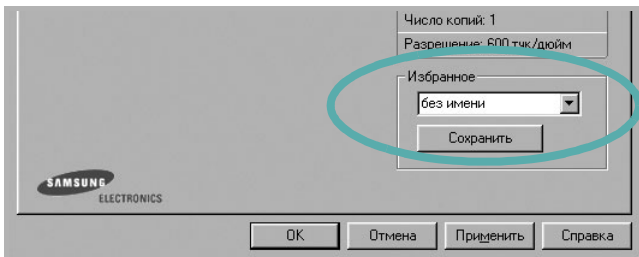 Число копий: 1
Разрешение: 600 тчк/дюйм
Избранное
без имени
Сохранить
SAMSUNG
ELECTRONICS
OK Отмена Применить Справка